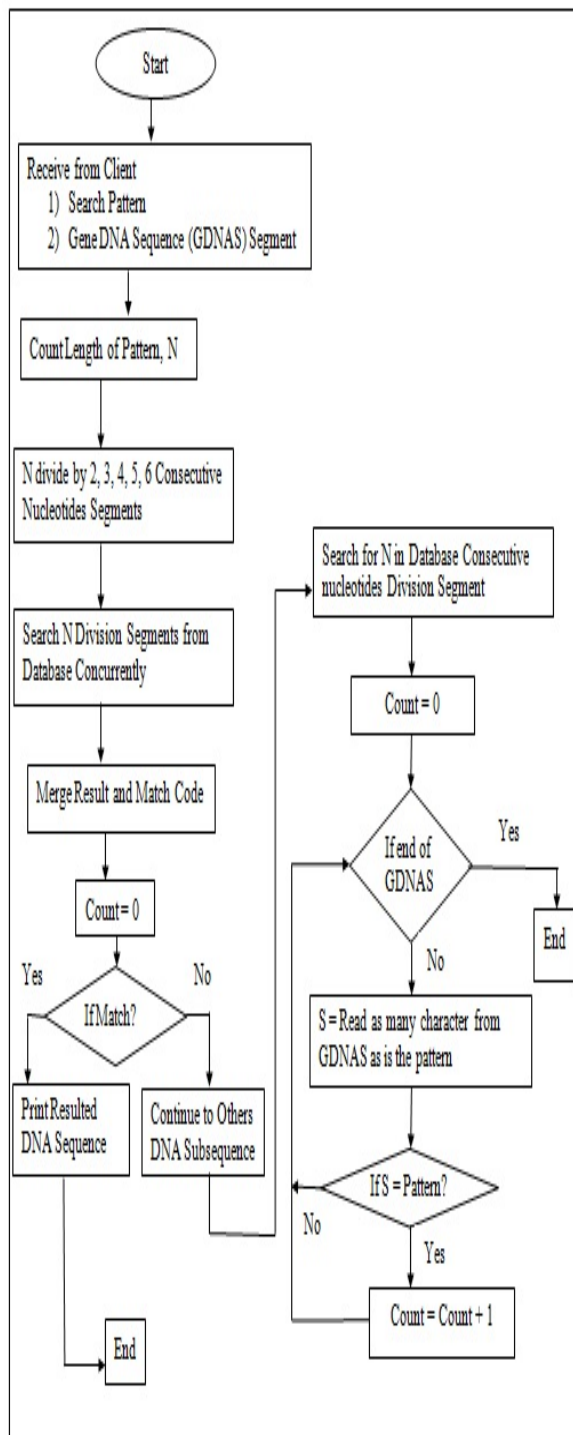 Start
Receive from Client
1) Search Pattern
2) Gene DNA Sequence (GDNAS) Segment
Count Length of Pattern, N
N divide by 2, 3, 4, 5, 6 Consecutive
Nucleotides Segments
Search N Division Segments from
Database Concurrently
Merge Result and Match Code
Count = 0
If Match?
Yes
No
Print Resulted
DNA Sequence
Continue to Others
DNA Subsequence
End
Search for N in Database Consecutive
nucleotides Division Segment
Count = 0
If end of
GDNAS
Yes
End
No
S = Read as many character from
GDNAS as is the pattern
If S = Pattern?
No
Yes
Count = Count + 1